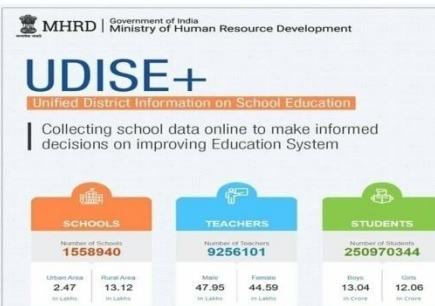 MHRD
Government of India
Ministry of Human Resource Development
UDISE+
Unified District Information on School Education
Collecting school data online to make informed
decisions on improving Education System
SCHOOLS
Number of Schools
1558940
Urban Area Rural Area
2.47 13.12
In Lakhs In Lakhs
TEACHERS
Number of Teachers
9256101
Male Female
47.95 44.59
In Lakhs In Lakhs
STUDENTS
Number of Students
250970344
Boys Girls
13.04 12.06
In Crore In Crore